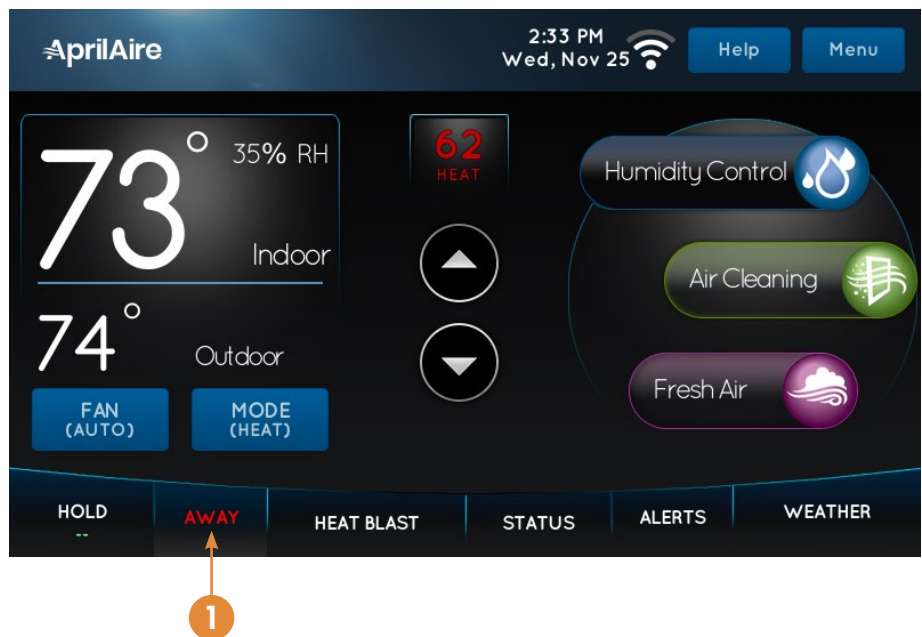 AprilAire
2:33 PM
Wed, Nov 25
Help
Menu
73°
35% RH
Indoor
74°
Outdoor
FAN
(AUTO)
MODE
(HEAT)
62
HEAT
Humidity Control
Air Cleaning
Fresh Air
HOLD
--
AWAY
HEAT BLAST
STATUS
ALERTS
WEATHER
1